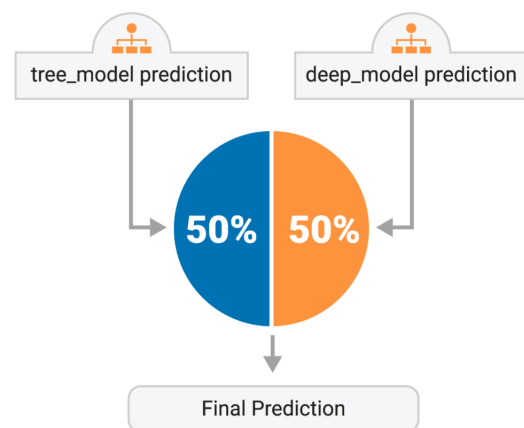 tree_model prediction
deep_model prediction
50%
50%
Final Prediction